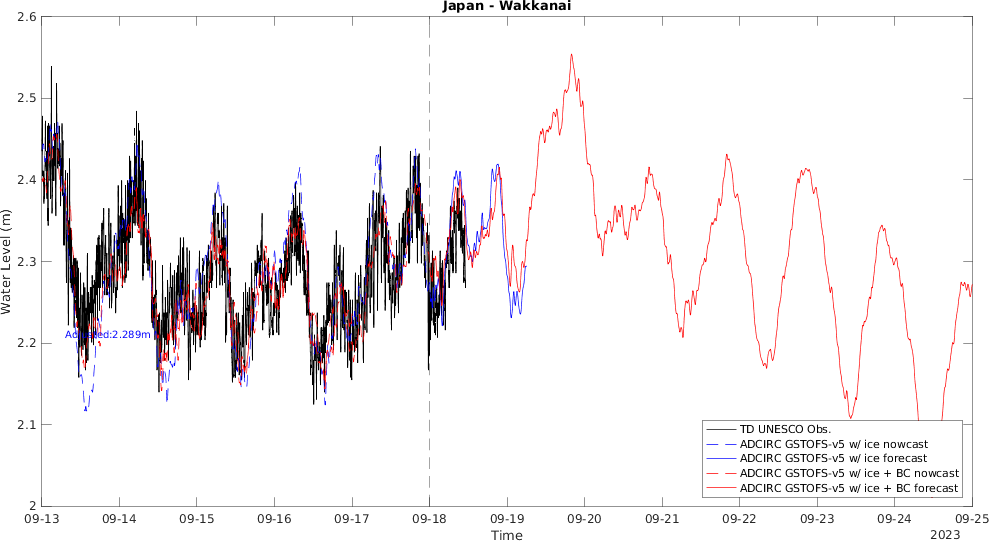 Japan - Wakkanai
Water Level (m)
2.6
2.5
2.4
2.3
2.2
2.1
2
:2.289m
09-13 09-14 09-15 09-16 09-17 09-18 09-19 09-20 09-21 09-22 09-23 09-24 09-25
Time
2023
TD UNESCO Obs.
ADCIRC GSTOFS-v5 w/ ice nowcast
ADCIRC GSTOFS-v5 w/ ice forecast
ADCIRC GSTOFS-v5 w/ ice + BC nowcast
ADCIRC GSTOFS-v5 w/ ice + BC forecast